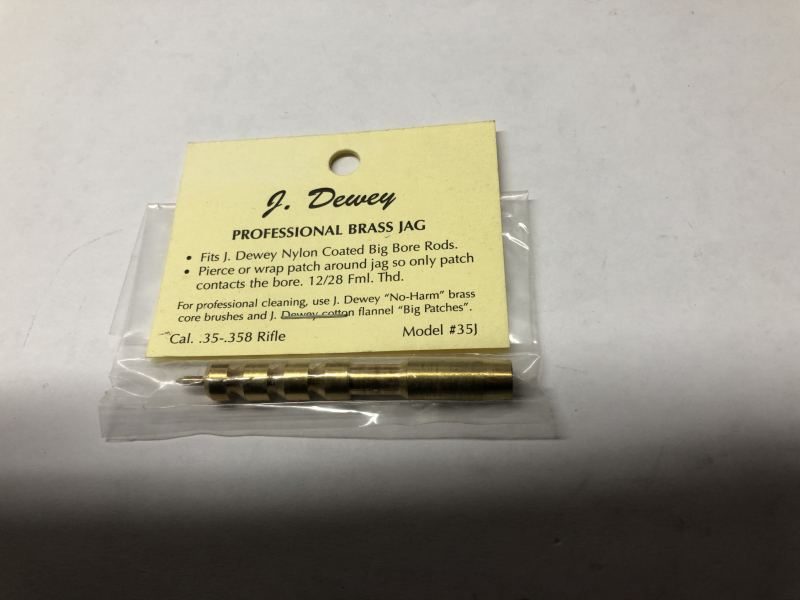 J. Dewey
PROFESSIONAL BRASS JAG
• Fits J. Dewey Nylon Coated Big Bore Rods.
• Pierce or wrap patch around jag so only patch
contacts the bore. 12/28 Fml. Thd.
For professional cleaning, use J. Dewey "No-Harm" brass
core brushes and J. Dewey cotton flannel "Big Patches".
Cal. .35-.358 Rifle
Model #35J